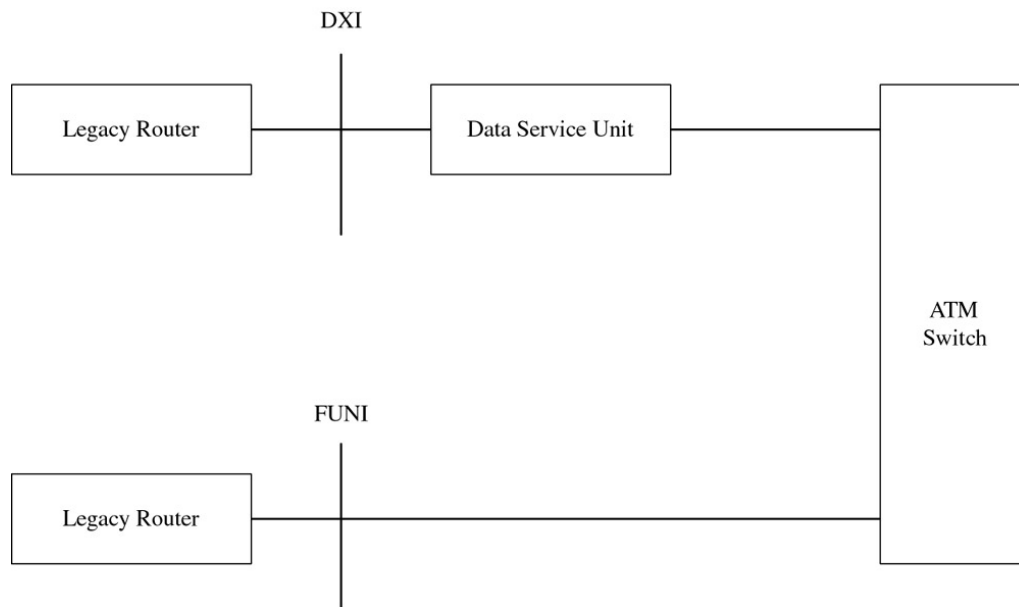 DXI
Legacy Router
Data Service Unit
ATM
Switch
FUNI
Legacy Router